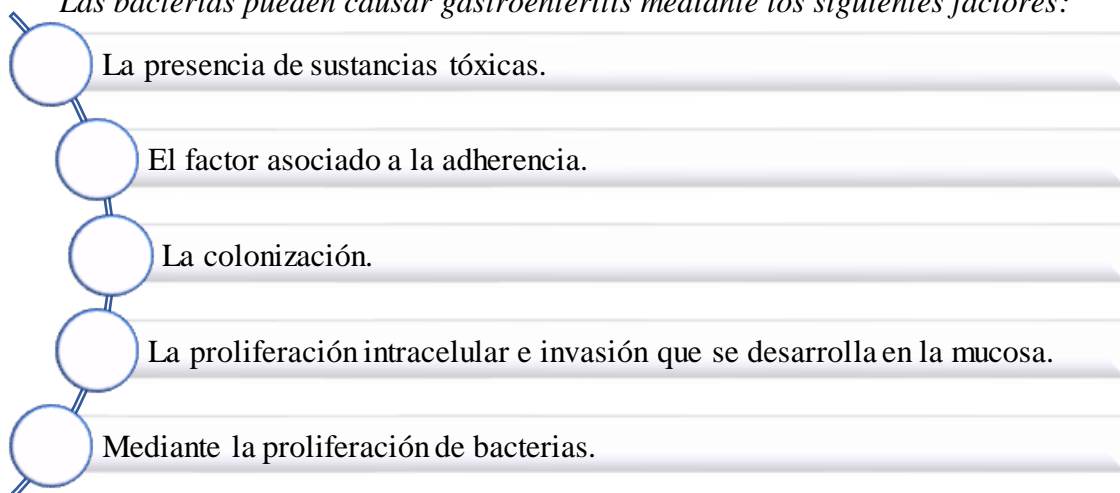 Las bacterias pueden causar gastroenteritis mediante los siguientes factores:
La presencia de sustancias tóxicas.
El factor asociado a la adherencia.
La colonización.
La proliferación intracelular e invasión que se desarrolla en la mucosa.
Mediante la proliferación de bacterias.